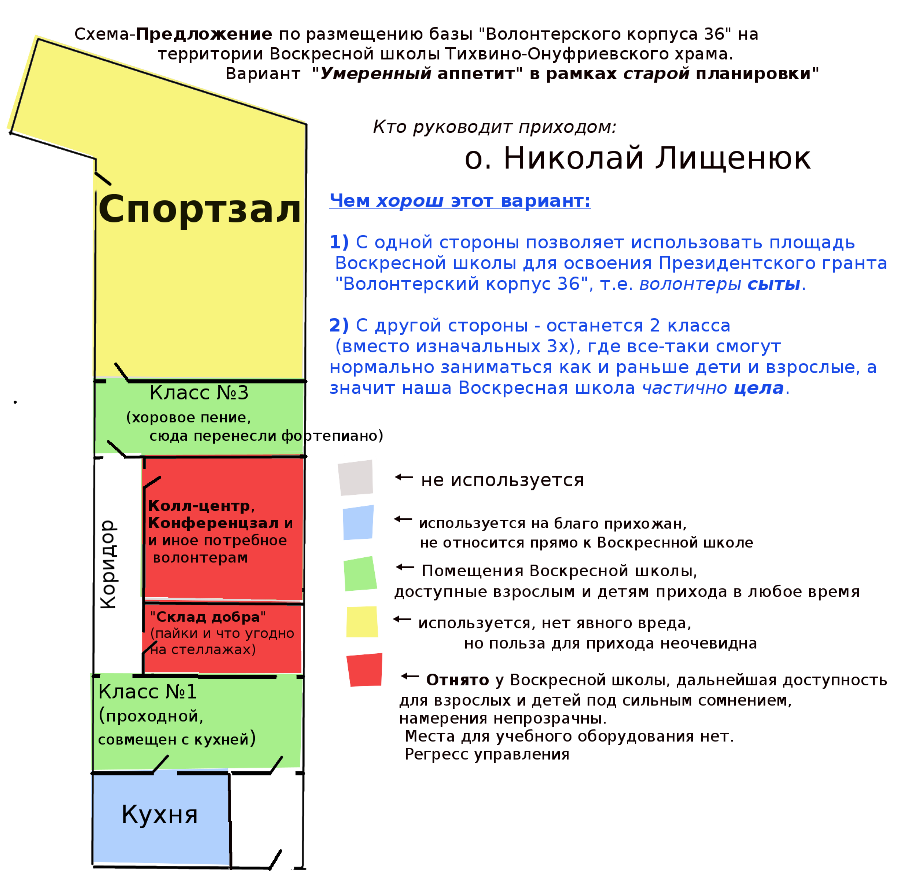 Схема-Предложение по размещению базы "Волонтерского корпуса 36" на
территории Воскресной школы Тихвино-Онуфриевского храма.
Вариант "Умеренный аппетит" в рамках старой планировки"
Кто руководит приходом:
о. Николай Лищенюк
Спортзал
Чем хорош этот вариант:
1) С одной стороны позволяет использовать площадь
Воскресной школы для освоения Президентского гранта
"Волонтерский корпус 36", т.е. волонтеры сыты.
2) С другой стороны - останется 2 класса
(вместо изначальных 3х), где все-таки смогут
нормально заниматься как и раньше дети и взрослые, а
значит наша Воскресная школа частично цела.
Класс №3
(хоровое пение,
сюда перенесли фортепиано)
Коридор
Колл-центр,
Конференцзал и
и иное потребное
волонтерам
"Склад добра"
(пайки и что угодно
на стеллажах)
Класс №1
(проходной,
совмещен с кухней)
Кухня
← не используется
← используется на благо прихожан,
не относится прямо к Воскреснной школе
← Помещения Воскресной школы,
доступные взрослым и детям прихода в любое время
← используется, нет явного вреда,
но польза для прихода неочевидна
← Отнято у Воскресной школы, дальнейшая доступность
для взрослых и детей под сильным сомнением,
намерения непрозрачны.
Места для учебного оборудования нет.
Регресс управления